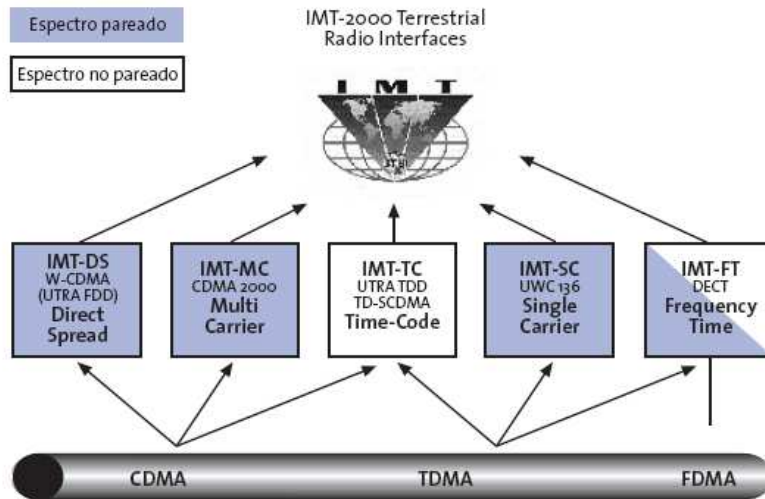 Espectro pareado
Espectro no pareado
IMT-2000 Terrestrial
Radio Interfaces
I M T
IMT-DS
W-CDMA
(UTRA FDD)
Direct
Spread
IMT-MC
CDMA 2000
Multi
Carrier
IMT-TC
UTRA TDD
TD-SCDMA
Time-Code
IMT-SC
UWC 136
Single
Carrier
IMT-FT
DECT
Frequency
Time
CDMA
TDMA
FDMA